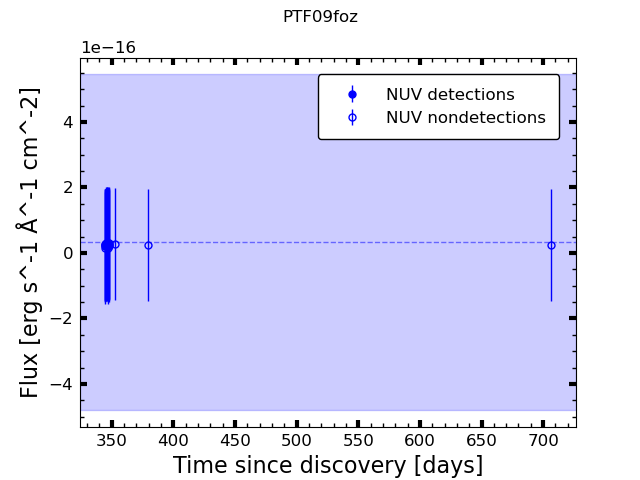 PTF09foz
1e−16
NUV detections
NUV nondetections
4
2
0
−2
−4
Flux [erg s^-1 Å^-1 cm^-2]
350 400 450 500 550 600 650 700
Time since discovery [days]